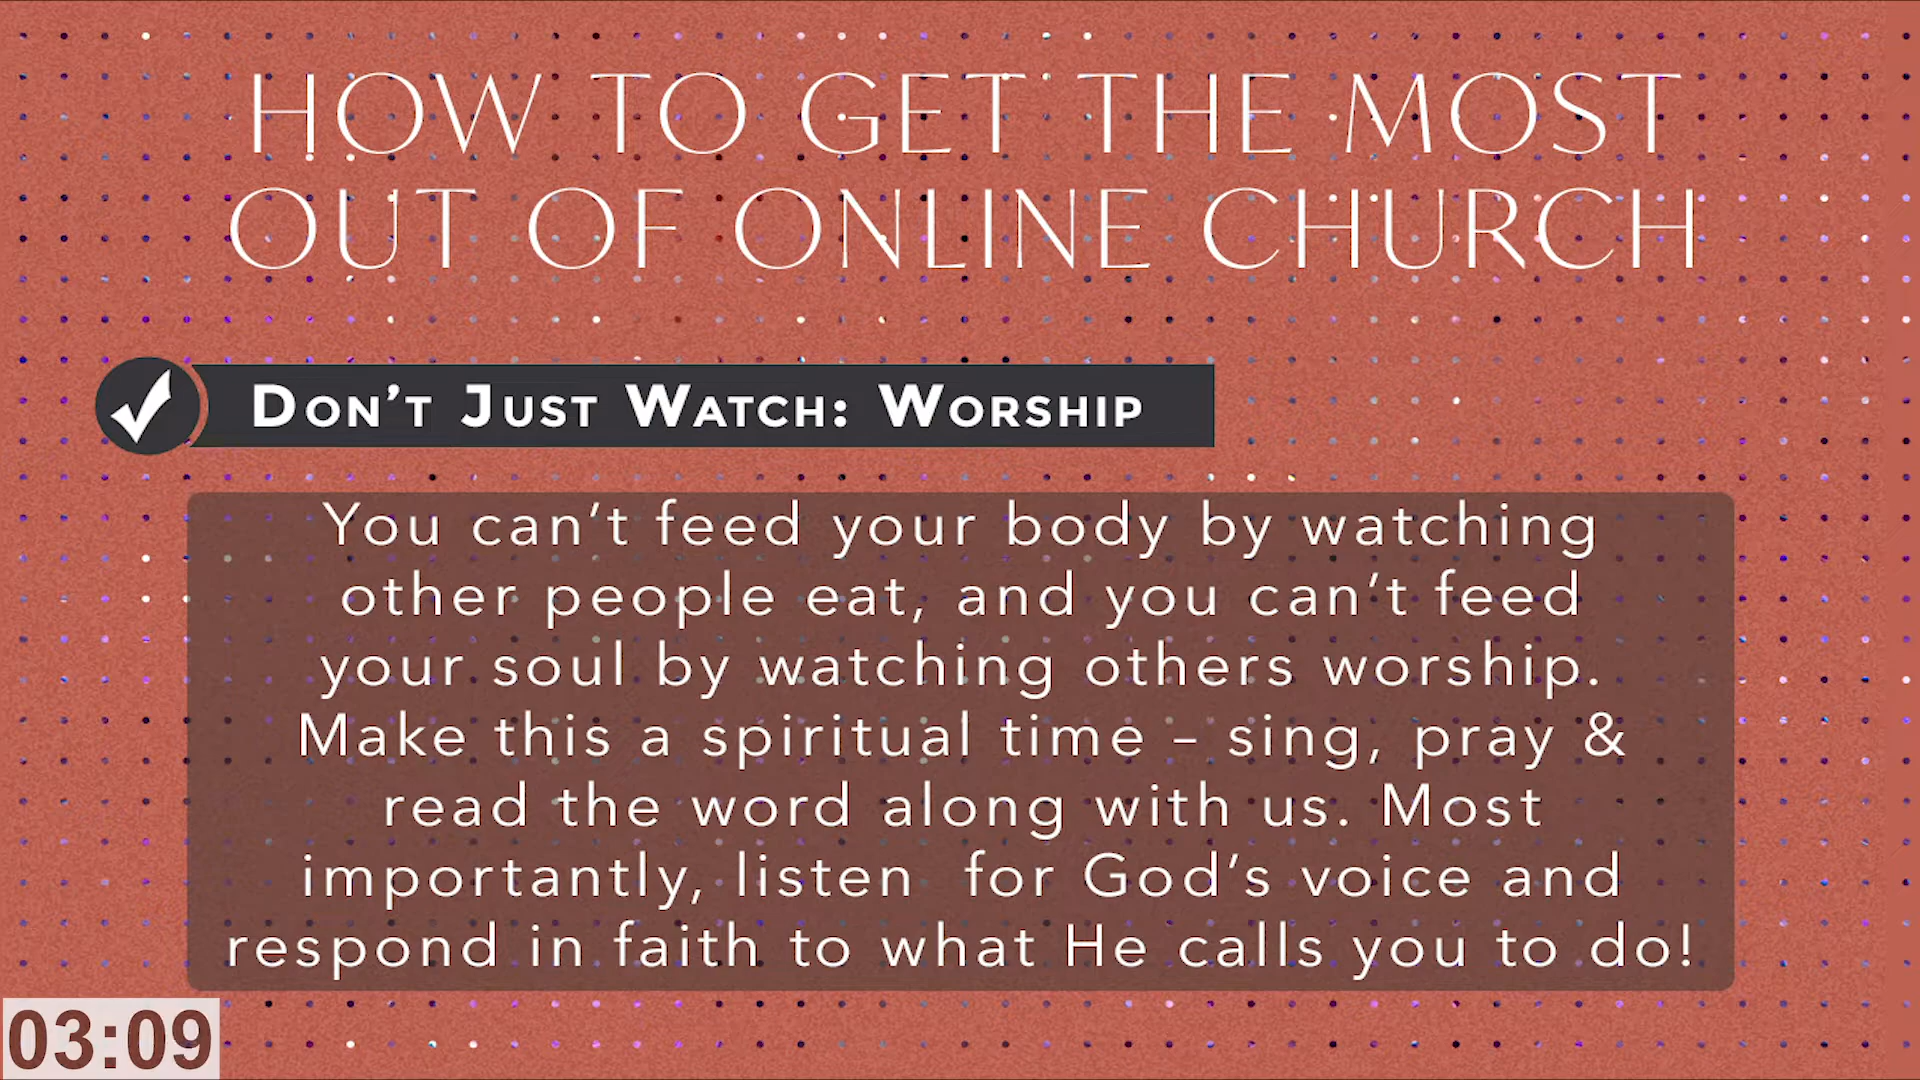 HOW TO GET THE MOST
OUT OF ONLINE CHURCH
DON'T JUST WATCH: WORSHIP
You can't feed your body by watching
other people eat, and you can't feed
your soul by watching others worship.
Make this a spiritual time – sing, pray &
read the word along with us. Most
importantly, listen  for God's voice and
respond in faith to what He calls you to do!
03:09